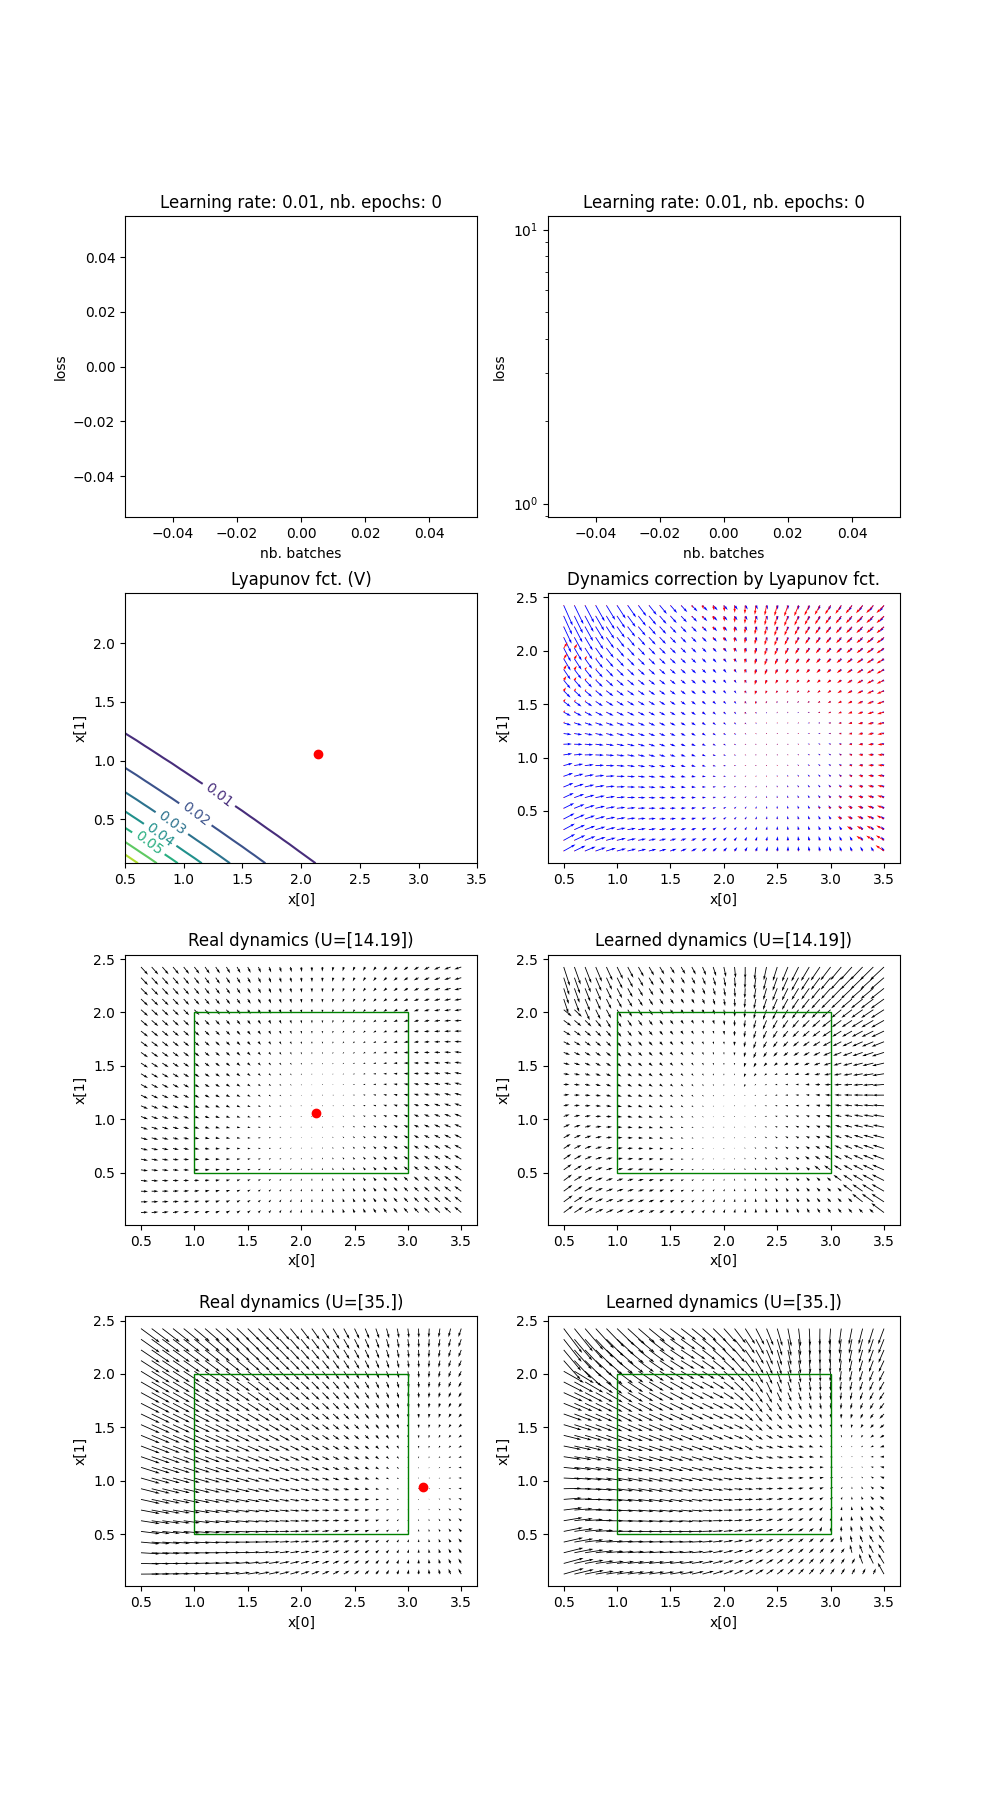 Learning rate: 0.01, nb. epochs: 0
0.04
0.02
0.00
−0.02
−0.04
loss
−0.04 −0.02 0.00 0.02 0.04
nb. batches
Learning rate: 0.01, nb. epochs: 0
10¹
10⁰
loss
−0.04 −0.02 0.00 0.02 0.04
nb. batches
Lyapunov fct. (V)
2.0
1.5
1.0
0.5
x[1]
0.01
0.02
0.03
0.04
0.05
0.5 1.0 1.5 2.0 2.5 3.0 3.5
x[0]
Dynamics correction by Lyapunov fct.
2.5
2.0
1.5
1.0
0.5
x[1]
0.5 1.0 1.5 2.0 2.5 3.0 3.5
x[0]
Real dynamics (U=[14.19])
2.5
2.0
1.5
1.0
0.5
x[1]
0.5 1.0 1.5 2.0 2.5 3.0 3.5
x[0]
Learned dynamics (U=[14.19])
2.5
2.0
1.5
1.0
0.5
x[1]
0.5 1.0 1.5 2.0 2.5 3.0 3.5
x[0]
Real dynamics (U=[35.])
2.5
2.0
1.5
1.0
0.5
x[1]
0.5 1.0 1.5 2.0 2.5 3.0 3.5
x[0]
Learned dynamics (U=[35.])
2.5
2.0
1.5
1.0
0.5
x[1]
0.5 1.0 1.5 2.0 2.5 3.0 3.5
x[0]